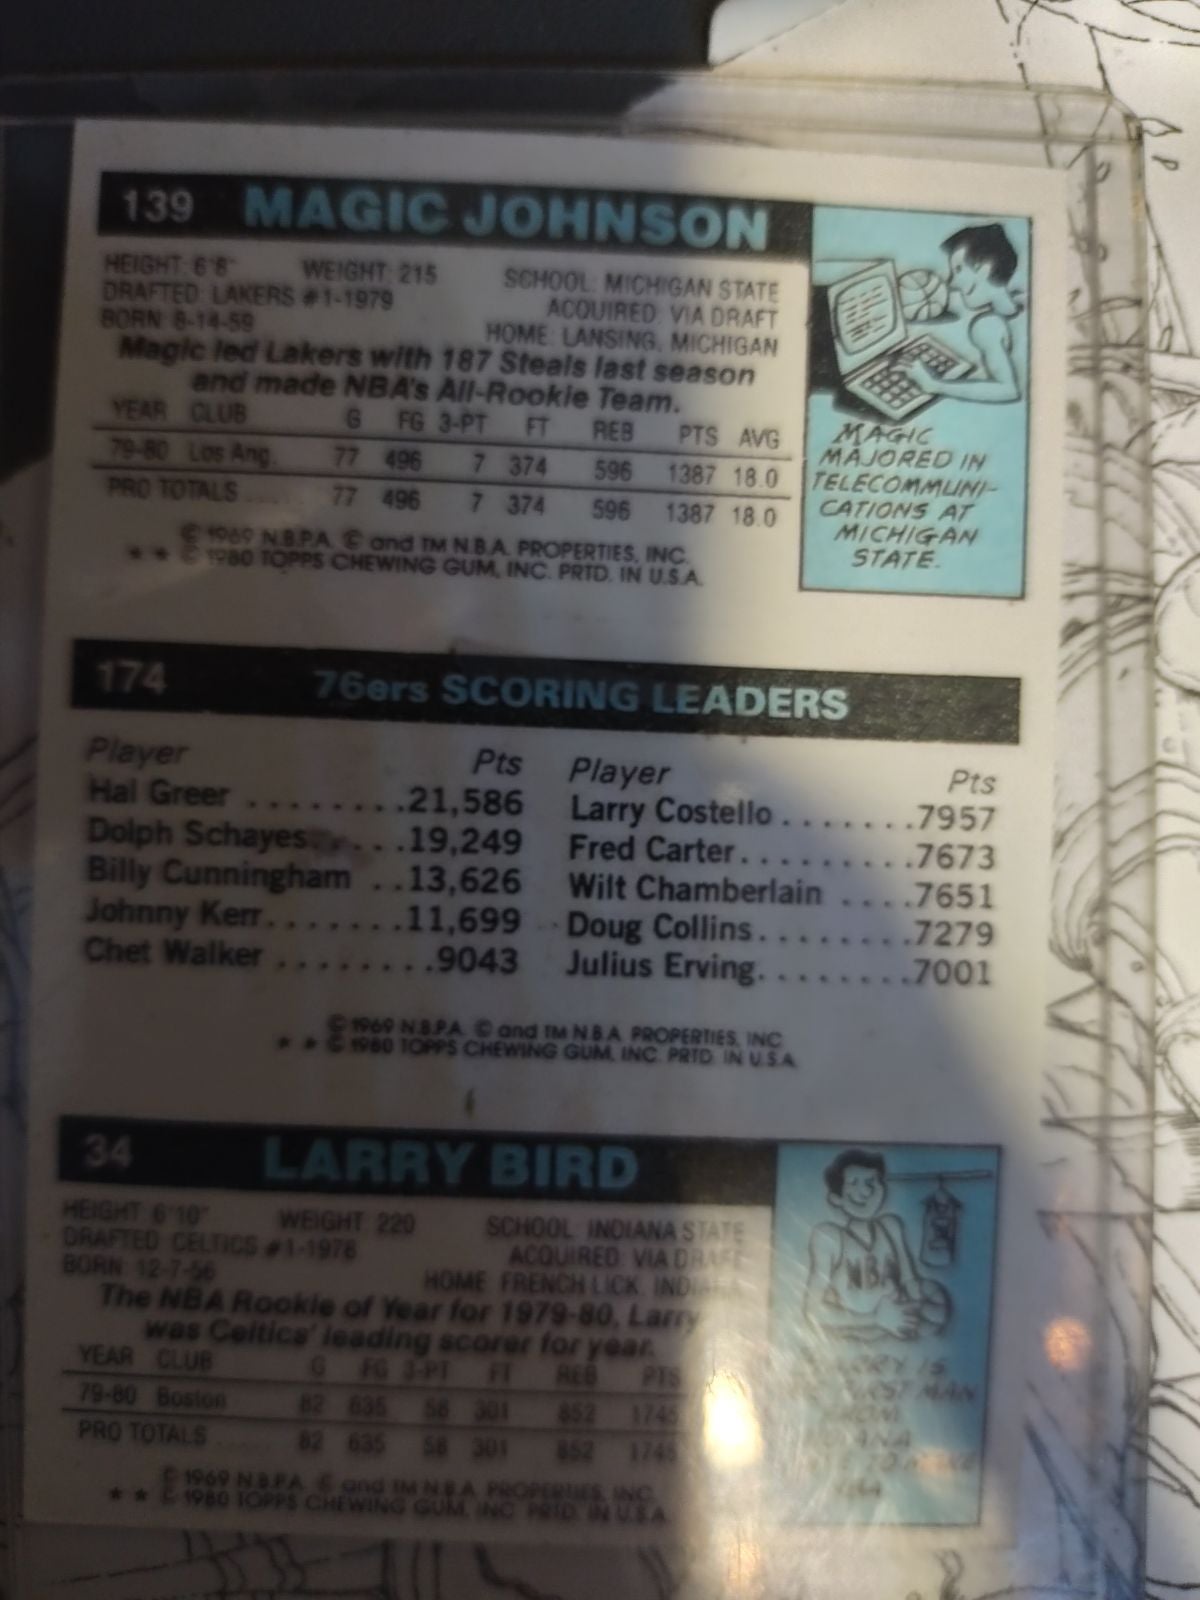 139 MAGIC JOHNSON
HEIGHT: 6'8" WEIGHT: 215 SCHOOL: MICHIGAN STATE
DRAFTED: LAKERS #1-1979 ACQUIRED: VIA DRAFT
BORN: 8-14-59 HOME: LANSING, MICHIGAN
Magic led Lakers with 187 Steals last season
and made NBA's All-Rookie Team.
YEAR CLUB G FG 3-PT FT REB PTS AVG
79-80 Los Ang. 77 496 7 374 596 1387 18.0
PRO TOTALS ..... 77 496 7 374 596 1387 18.0
© 1969 N.B.P.A. © and TM N.B.A. PROPERTIES, INC.
* * © 1980 TOPPS CHEWING GUM, INC. PRTD. IN U.S.A.
MAGIC
MAJORED IN
TELECOMMUNI-
CATIONS AT
MICHIGAN
STATE.
174 76ers SCORING LEADERS
Player Pts Player Pts
Hal Greer ........21,586 Larry Costello.......7957
Dolph Schayes.....19,249 Fred Carter.........7673
Billy Cunningham ..13,626 Wilt Chamberlain ....7651
Johnny Kerr.......11,699 Doug Collins........7279
Chet Walker ........9043 Julius Erving........7001
© 1969 N.B.P.A. © and TM N.B.A. PROPERTIES, INC.
* * © 1980 TOPPS CHEWING GUM, INC. PRTD. IN U.S.A.
34 LARRY BIRD
HEIGHT: 6'10" WEIGHT: 220 SCHOOL: INDIANA STATE
DRAFTED: CELTICS #1-1978 ACQUIRED: VIA DRAFT
BORN: 12-7-56 HOME: FRENCH LICK, INDIANA
The NBA Rookie of Year for 1979-80, Larry
was Celtics' leading scorer for year.
YEAR CLUB G FG 3-PT FT REB PTS
79-80 Boston 82 635 58 301 852 1745
PRO TOTALS ..... 82 635 58 301 852 1745
© 1969 N.B.P.A. © and TM N.B.A. PROPERTIES, INC.
* * © 1980 TOPPS CHEWING GUM, INC. PRTD. IN U.S.A.
NBA
LARRY IS
MAN
FROM
TO